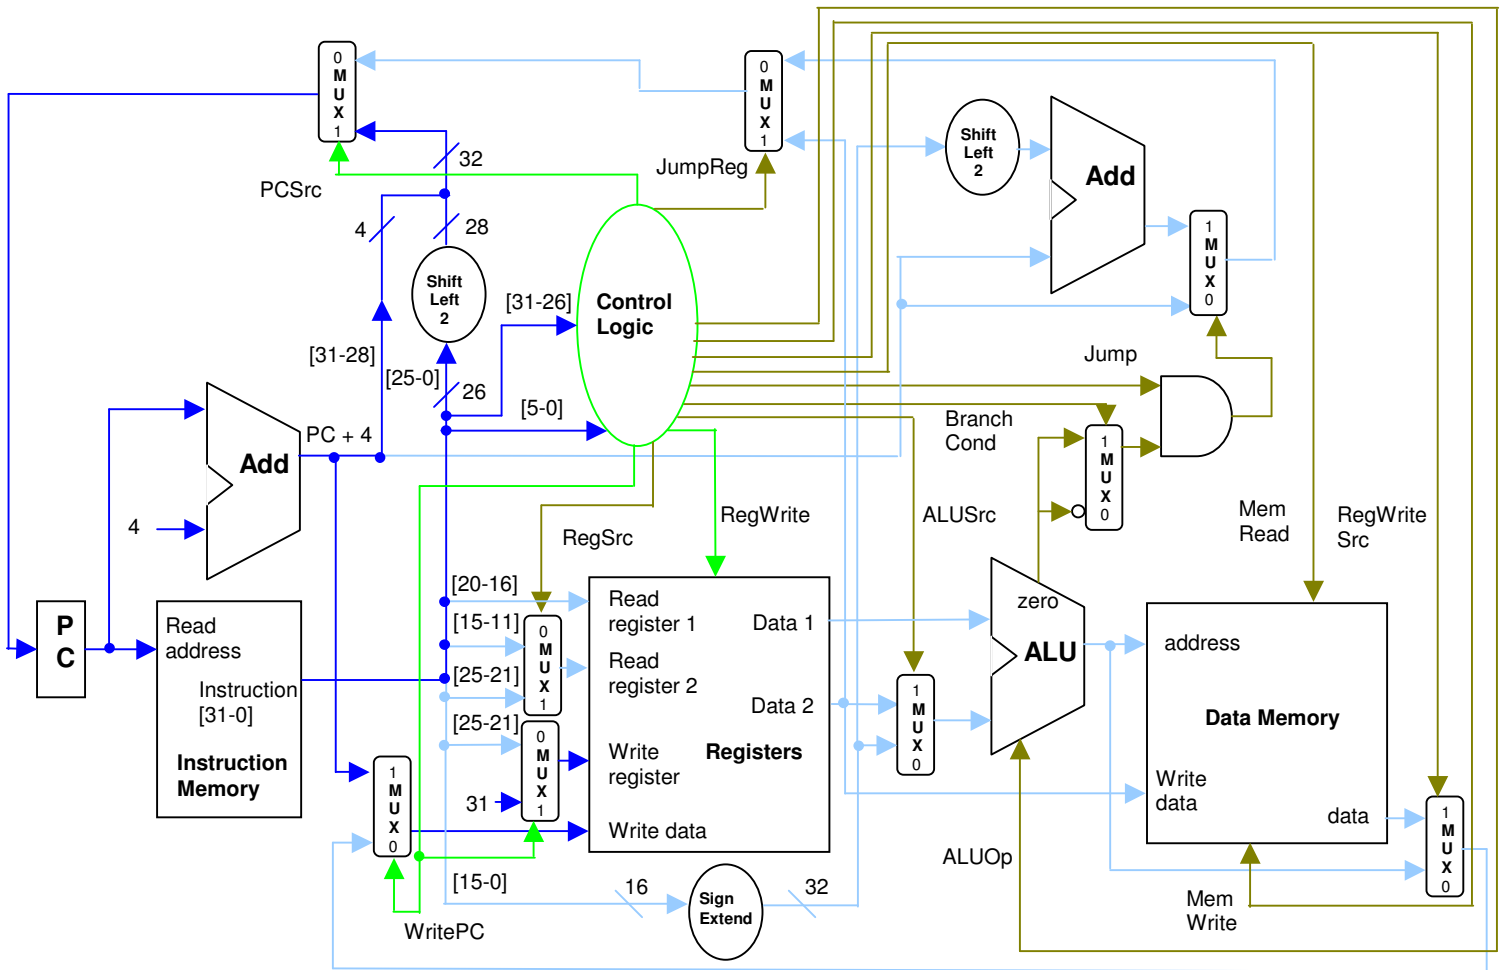 0
M
U
X
1
0
M
U
X
1
32
PCSrc
JumpReg
Shift
Left
2
Add
4
28
1
M
U
X
0
Shift
Left
2
[31-26]
Control
Logic
[31-28]
[25-0]
26
Jump
[5-0]
Branch
Cond
PC + 4
Add
1
M
U
X
0
4
RegWrite
ALUSrc
Mem
Read
RegWrite
Src
RegSrc
[20-16]
P
C
Read
address
Instruction
[31-0]
Instruction
Memory
[15-11]
[25-21]
0
M
U
X
1
Read
register 1
Read
register 2
Data 1
Data 2
zero
ALU
address
Data Memory
[25-21]
0
M
U
X
1
31
Write
register
Registers
Write data
1
M
U
X
0
1
M
U
X
0
Write
data
data
1
M
U
X
0
ALUOp
[15-0]
16
Sign
Extend
32
Mem
Write
WritePC